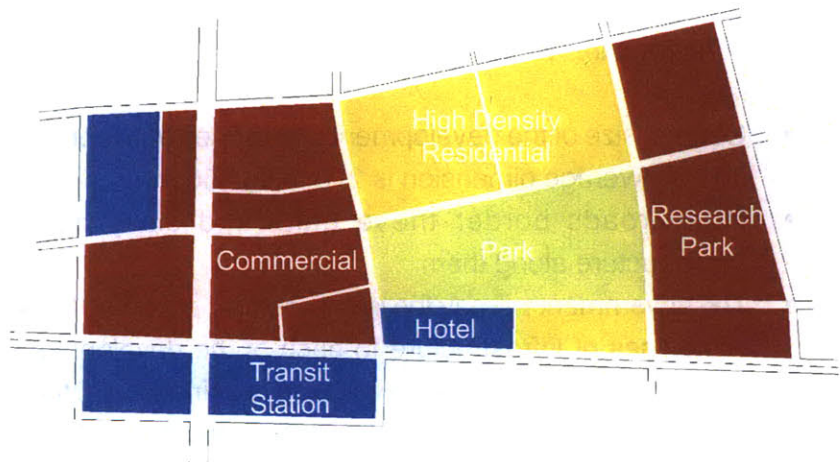 High Density
Residential
Research
Park
Park
Commercial
Hotel
Transit
Station